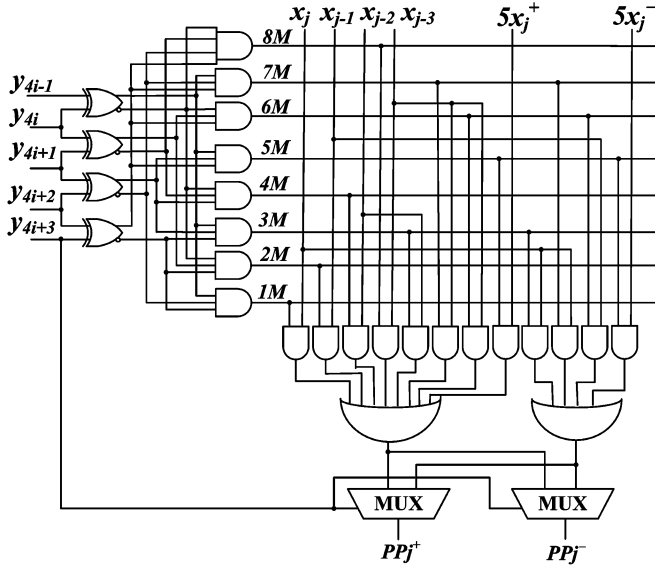 x_j x_{j-1} x_{j-2} x_{j-3} 5x_j^+ 5x_j^-
8M
7M
y_{4i-1}
6M
y_{4i}
5M
y_{4i+1}
4M
y_{4i+2}
3M
y_{4i+3}
2M
1M
MUX MUX
PPj^+ PPj^-